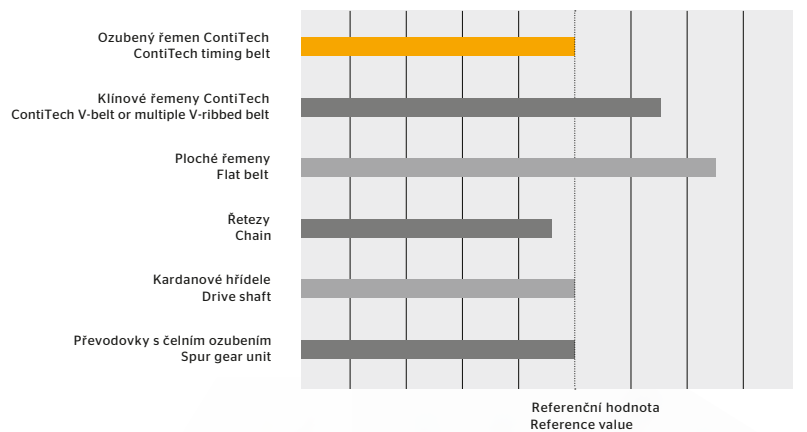 Ozubený řemen ContiTech
ContiTech timing belt
Klínové řemeny ContiTech
ContiTech V-belt or multiple V-ribbed belt
Ploché řemeny
Flat belt
Řetezy
Chain
Kardanové hřídele
Drive shaft
Převodovky s čelním ozubením
Spur gear unit
Referenční hodnota
Reference value